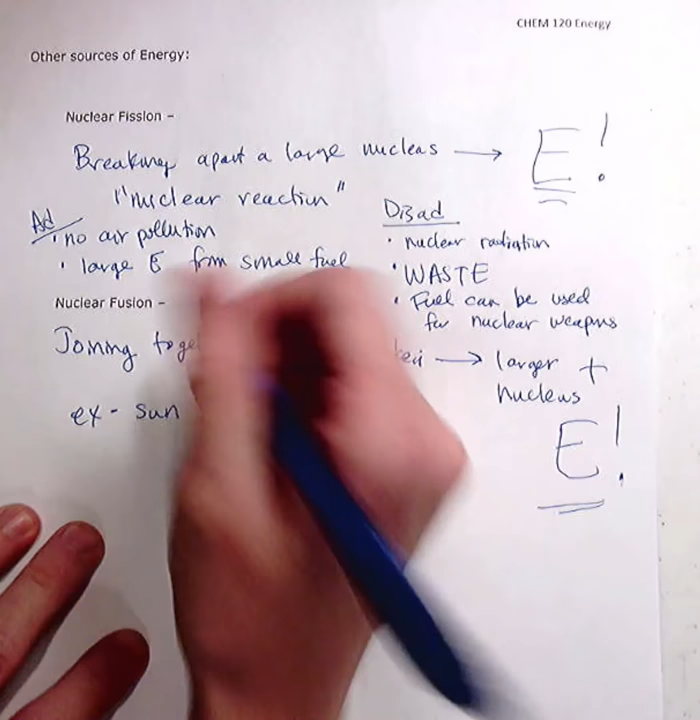 CHEM 120 Energy
Other sources of Energy:
Nuclear Fission –
Breaking apart a large nucleus → E!
"nuclear reaction"
Ad
· no air pollution
· large E from small fuel
Disad
· nuclear radiation
· WASTE
· Fuel can be used
for nuclear weapons
Nuclear Fusion –
Joining → larger +
nucleus
E!
ex - sun